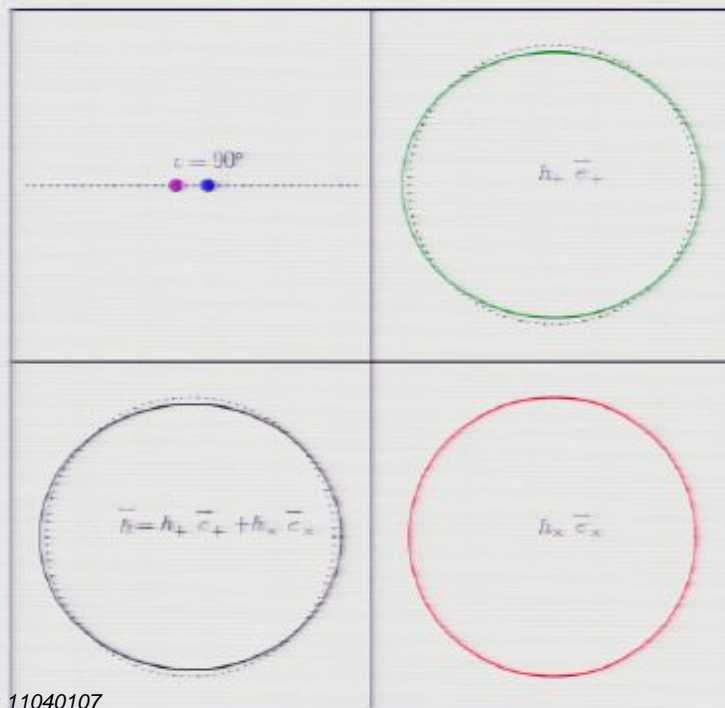 ι = 90°
h₊ e̅₊
h̅ = h₊ e̅₊ + hₓ e̅ₓ
hₓ e̅ₓ
11040107